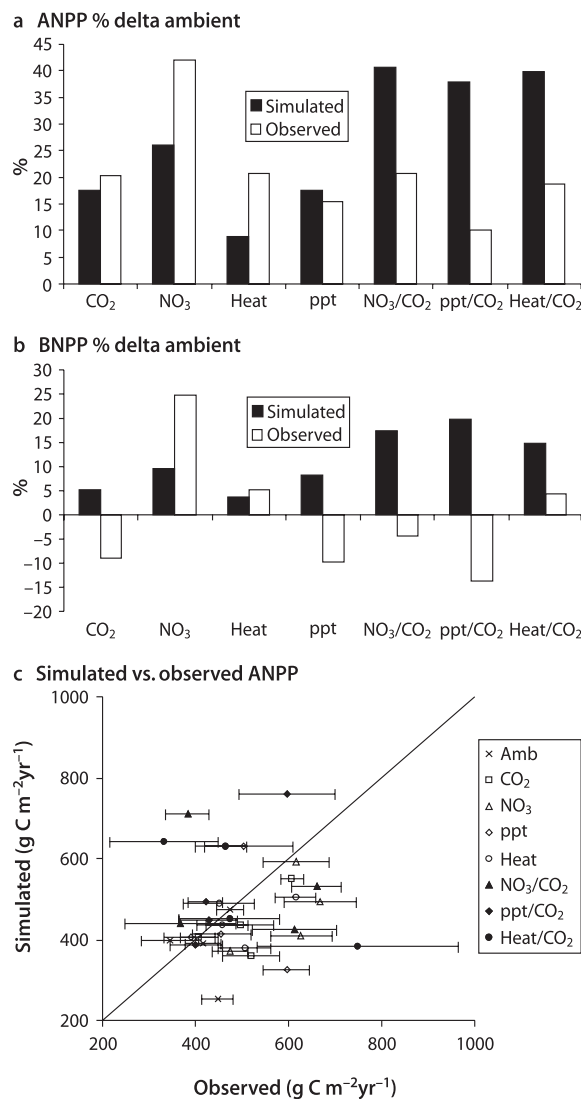 a ANPP % delta ambient
45
40
35
30
25
20
15
10
5
0
%
Simulated
Observed
CO₂ NO₃ Heat ppt NO₃/CO₂ ppt/CO₂ Heat/CO₂
b BNPP % delta ambient
30
25
20
15
10
5
0
−5
−10
−15
−20
%
Simulated
Observed
CO₂ NO₃ Heat ppt NO₃/CO₂ ppt/CO₂ Heat/CO₂
c Simulated vs. observed ANPP
1000
800
600
400
200
Simulated (g C m⁻²yr⁻¹)
Amb
CO₂
NO₃
ppt
Heat
NO₃/CO₂
ppt/CO₂
Heat/CO₂
200 400 600 800 1000
Observed (g C m⁻²yr⁻¹)